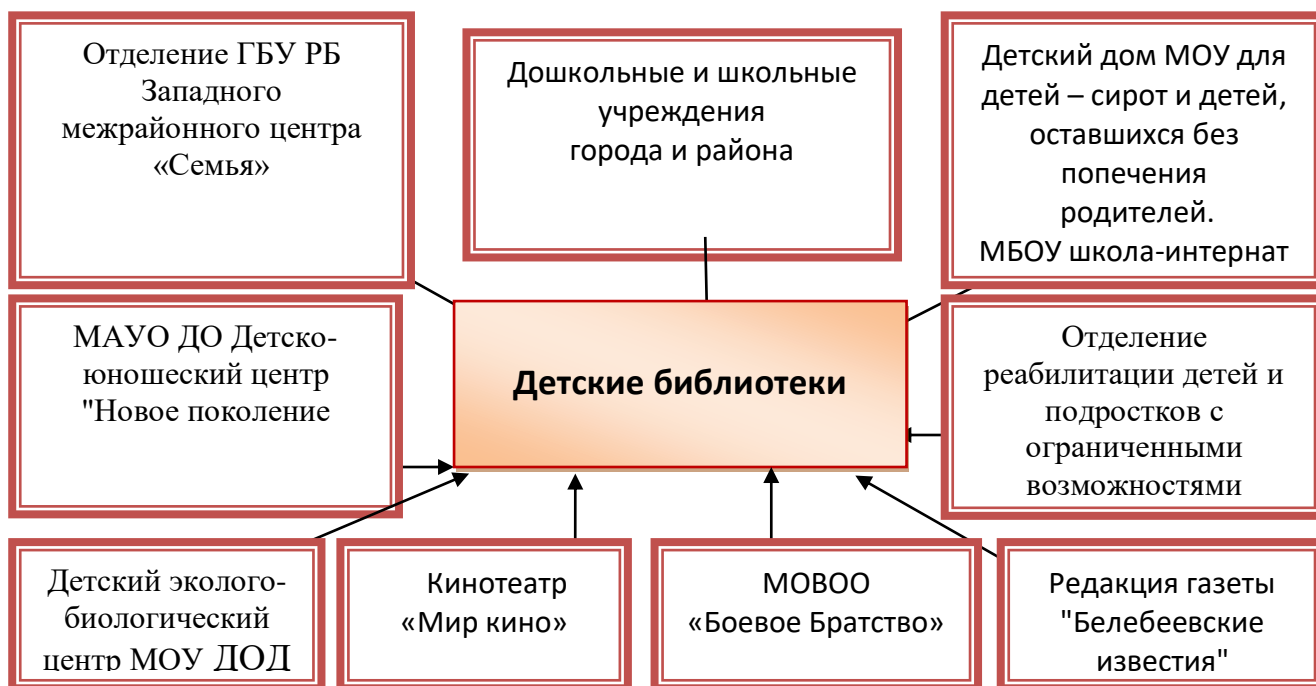 Отделение ГБУ РБ
Западного
межрайонного центра
«Семья»
Дошкольные и школьные
учреждения
города и района
Детский дом МОУ для
детей – сирот и детей,
оставшихся без
попечения
родителей.
МБОУ школа-интернат
МАУО ДО Детско-
юношеский центр
"Новое поколение
Детские библиотеки
Отделение
реабилитации детей и
подростков с
ограниченными
возможностями
Детский эколого-
биологический
центр МОУ ДОД
Кинотеатр
«Мир кино»
МОВОО
«Боевое Братство»
Редакция газеты
"Белебеевские
известия"